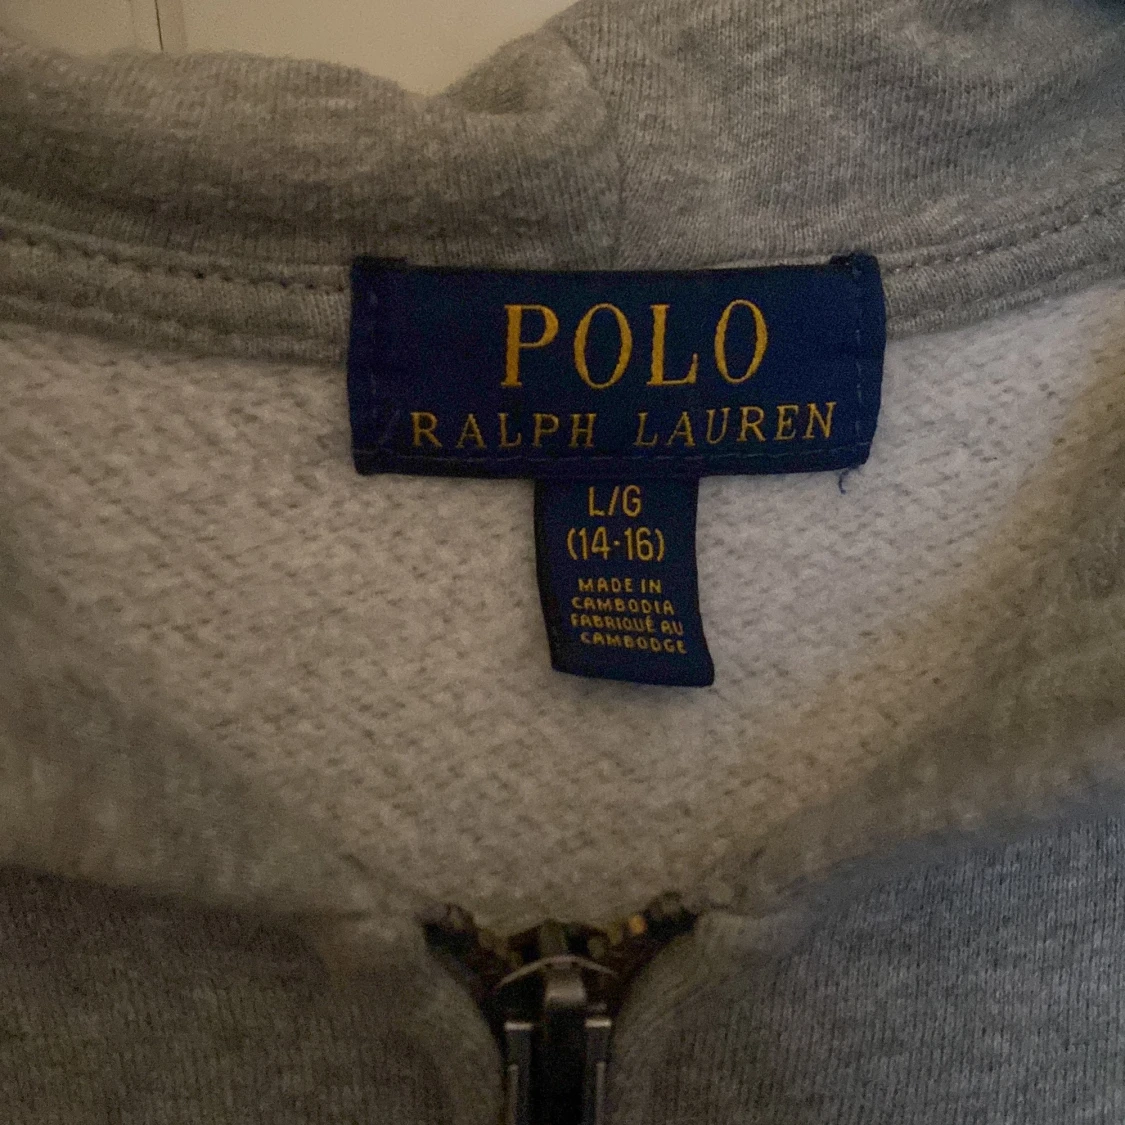 POLO
RALPH LAUREN
L/G
(14-16)
MADE IN
CAMBODIA
FABRIQUÉ AU
CAMBODGE